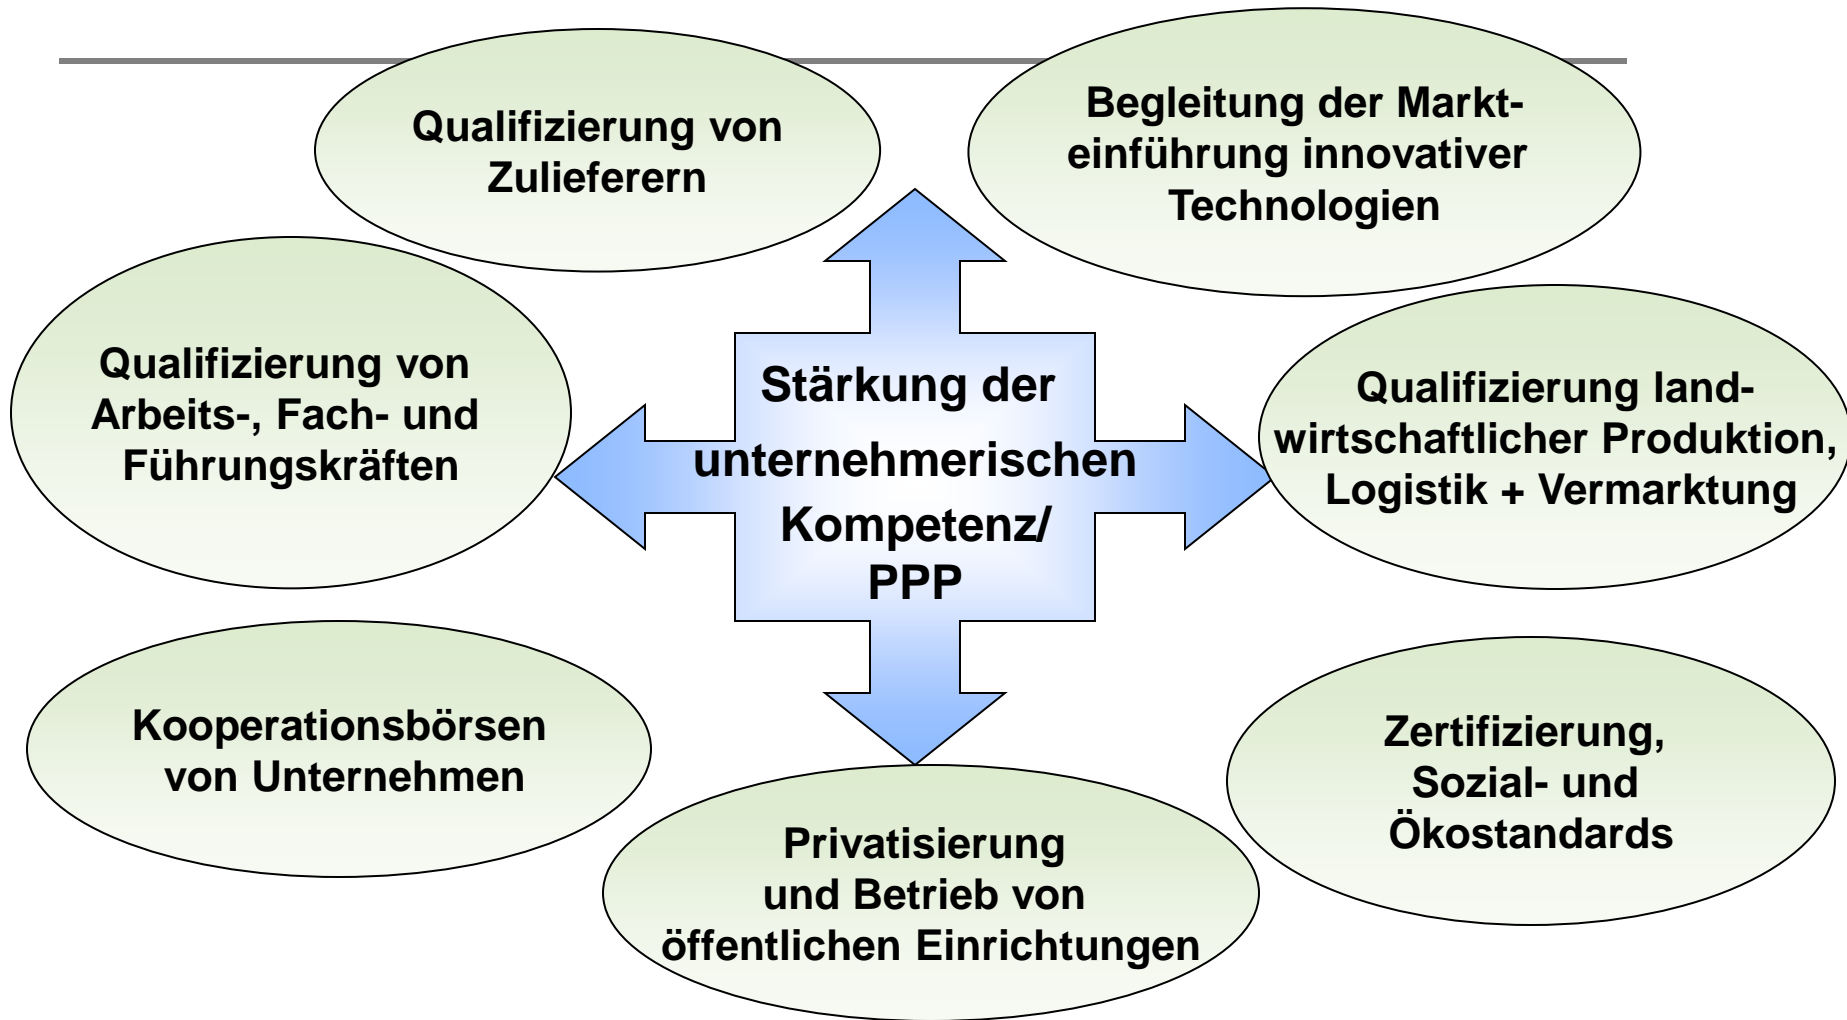 Qualifizierung von
Zulieferern
Begleitung der Markt-
einführung innovativer
Technologien
Qualifizierung von
Arbeits-, Fach- und
Führungskräften
Stärkung der
unternehmerischen
Kompetenz/
PPP
Qualifizierung land-
wirtschaftlicher Produktion,
Logistik + Vermarktung
Kooperationsbörsen
von Unternehmen
Zertifizierung,
Sozial- und
Ökostandards
Privatisierung
und Betrieb von
öffentlichen Einrichtungen